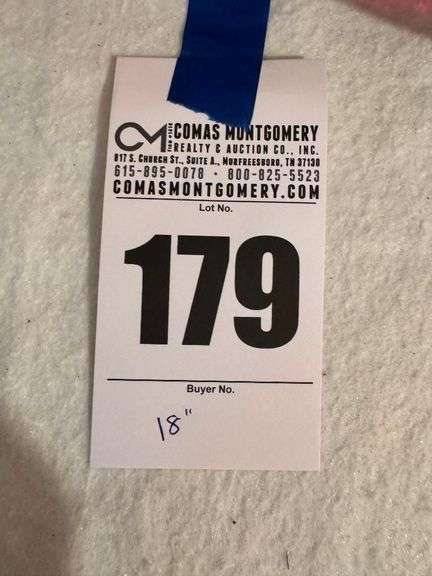 CM COMAS MONTGOMERY
REALTY & AUCTION CO., INC.
817 S. CHURCH ST., SUITE A., MURFREESBORO, TN 37130
615-895-0078 • 800-825-5523
COMASMONTGOMERY.COM
Lot No.
179
Buyer No.
18"